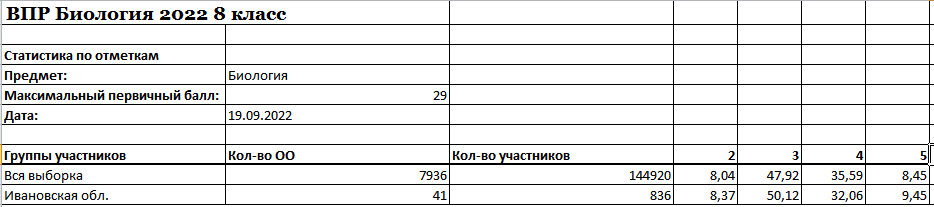 ВПР Биология 2022 8 класс
Статистика по отметкам
Предмет: Биология
Максимальный первичный балл: 29
Дата: 19.09.2022
Группы участников Кол-во ОО Кол-во участников 2 3 4 5
Вся выборка 7936 144920 8,04 47,92 35,59 8,45
Ивановская обл. 41 836 8,37 50,12 32,06 9,45